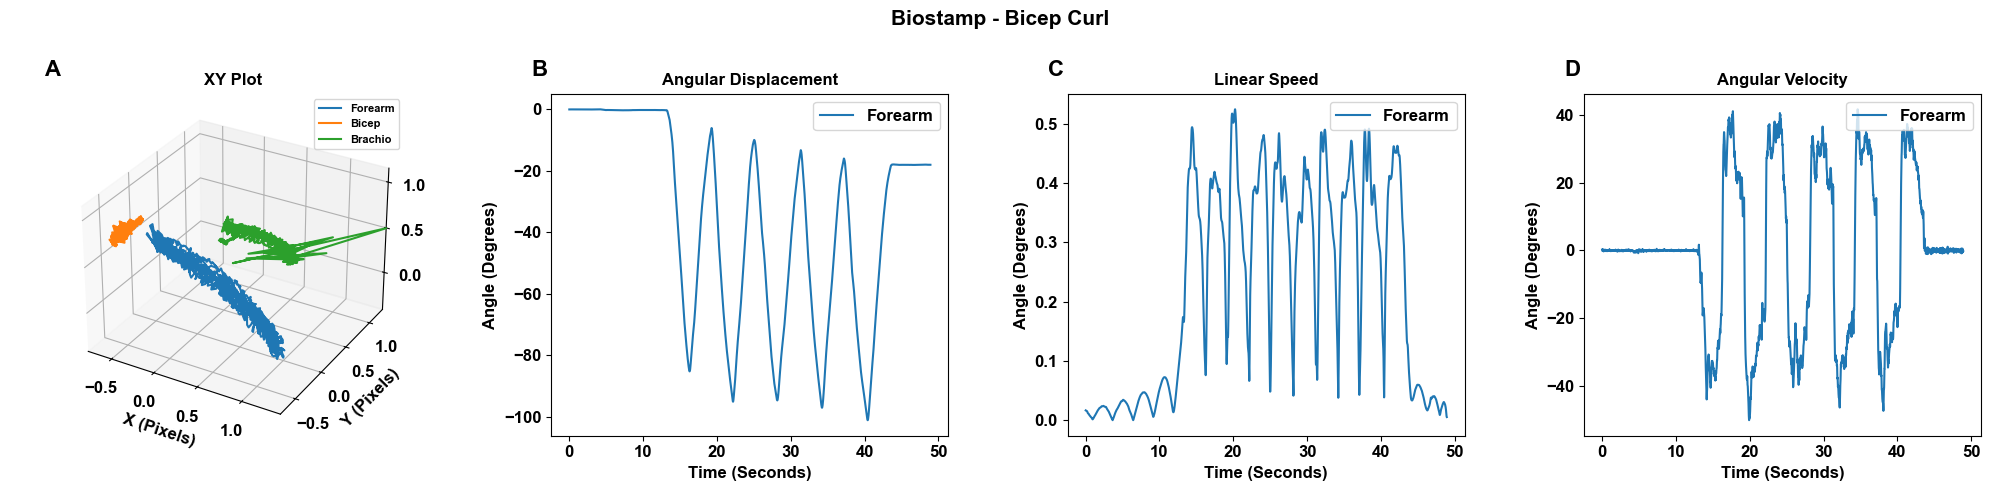 Biostamp - Bicep Curl
A
XY Plot
Forearm
Bicep
Brachio
1.0
0.5
0.0
−0.5
0.0
0.5
1.0
X (Pixels)
−0.5
0.0
0.5
1.0
Y (Pixels)
B
Angular Displacement
Forearm
0
−20
−40
−60
−80
−100
Angle (Degrees)
0 10 20 30 40 50
Time (Seconds)
C
Linear Speed
Forearm
0.5
0.4
0.3
0.2
0.1
0.0
Angle (Degrees)
0 10 20 30 40 50
Time (Seconds)
D
Angular Velocity
Forearm
40
20
0
−20
−40
Angle (Degrees)
0 10 20 30 40 50
Time (Seconds)